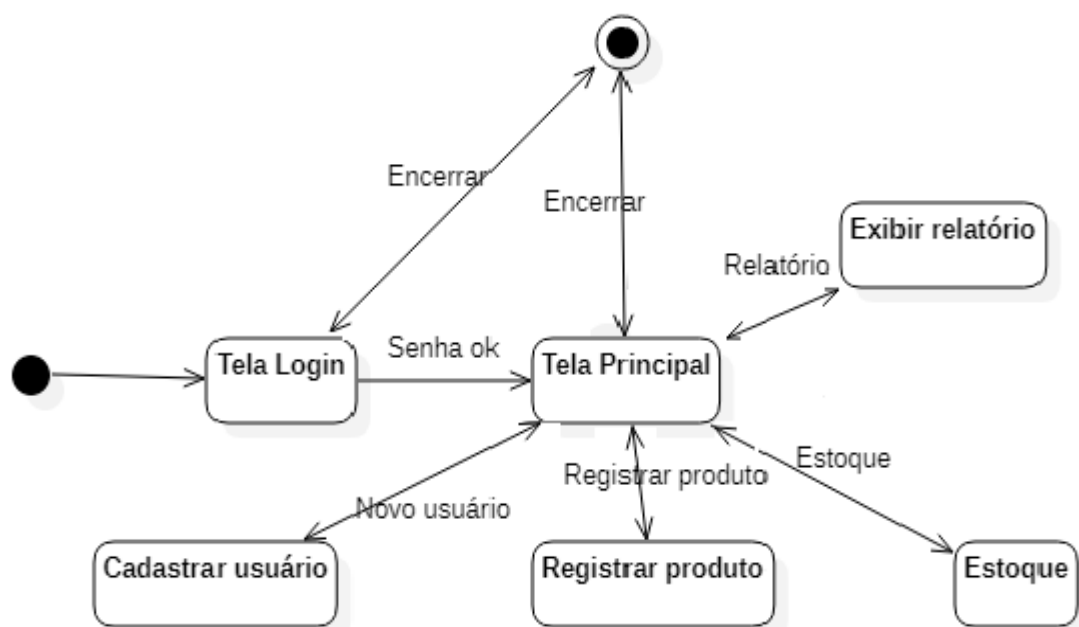 Encerrar
Encerrar
Exibir relatório
Relatório
Senha ok
Tela Login
Tela Principal
Estoque
Registrar produto
Novo usuário
Cadastrar usuário
Registrar produto
Estoque